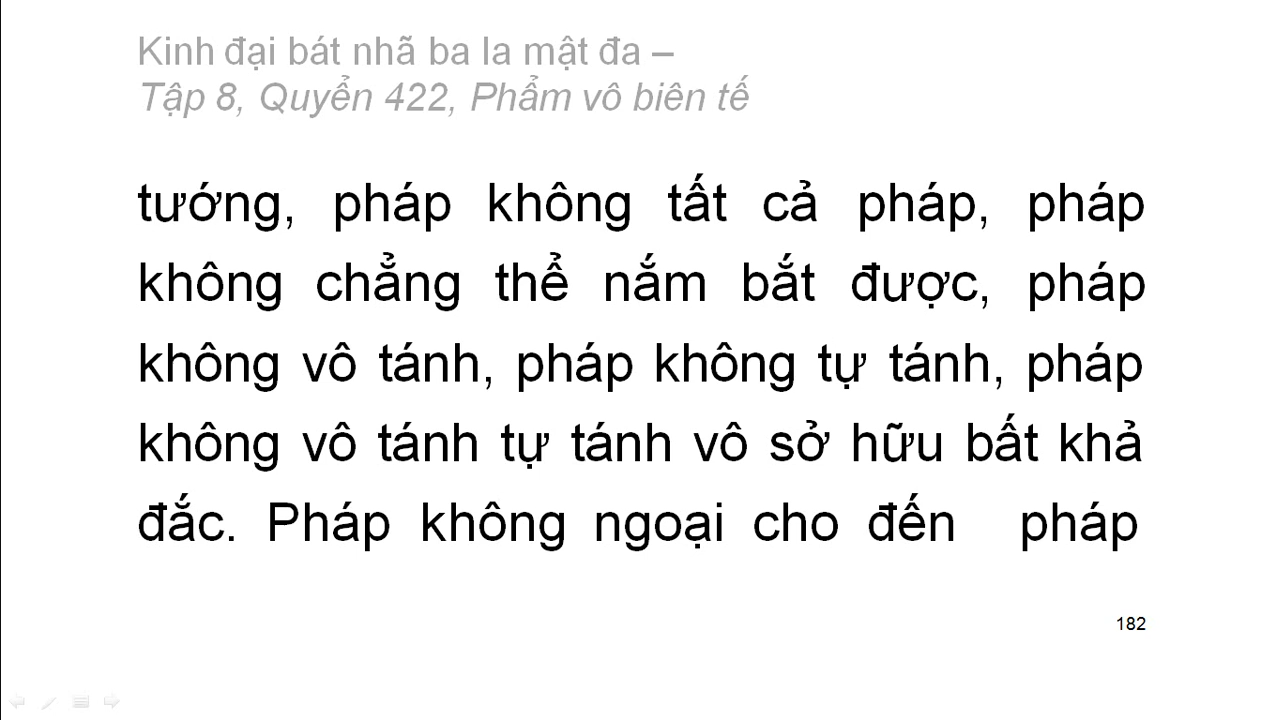 Kinh đại bát nhã ba la mật đa –
Tập 8, Quyển 422, Phẩm vô biên tế
tướng, pháp không tất cả pháp, pháp
không chẳng thể nắm bắt được, pháp
không vô tánh, pháp không tự tánh, pháp
không vô tánh tự tánh vô sở hữu bất khả
đắc. Pháp không ngoại cho đến pháp
182